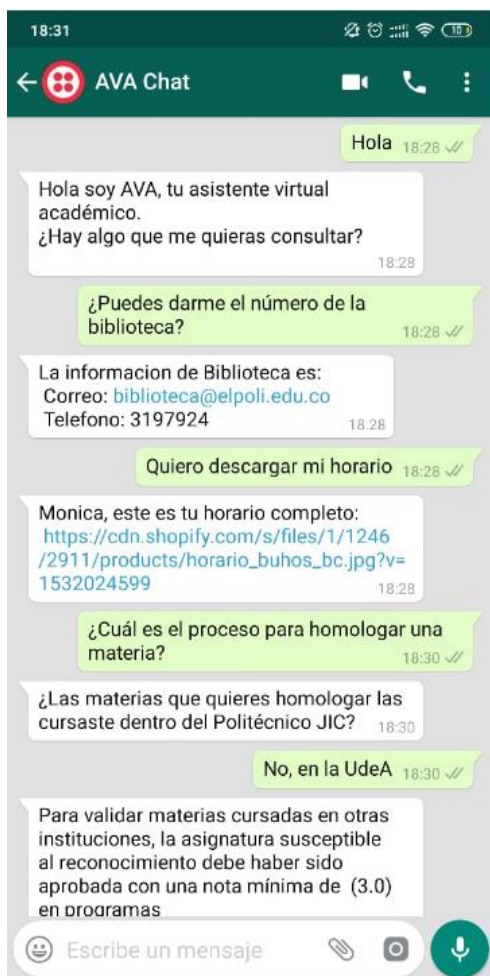 18:31
10
AVA Chat
Hola 18:28
Hola soy AVA, tu asistente virtual
académico.
¿Hay algo que me quieras consultar?
18:28
¿Puedes darme el número de la
biblioteca? 18:28
La informacion de Biblioteca es:
Correo: biblioteca@elpoli.edu.co
Telefono: 3197924 18:28
Quiero descargar mi horario 18:28
Monica, este es tu horario completo:
https://cdn.shopify.com/s/files/1/1246
/2911/products/horario_buhos_bc.jpg?v=
1532024599 18:28
¿Cuál es el proceso para homologar una
materia? 18:30
¿Las materias que quieres homologar las
cursaste dentro del Politécnico JIC? 18:30
No, en la UdeA 18:30
Para validar materias cursadas en otras
instituciones, la asignatura susceptible
al reconocimiento debe haber sido
aprobada con una nota mínima de (3.0)
en programas
Escribe un mensaje